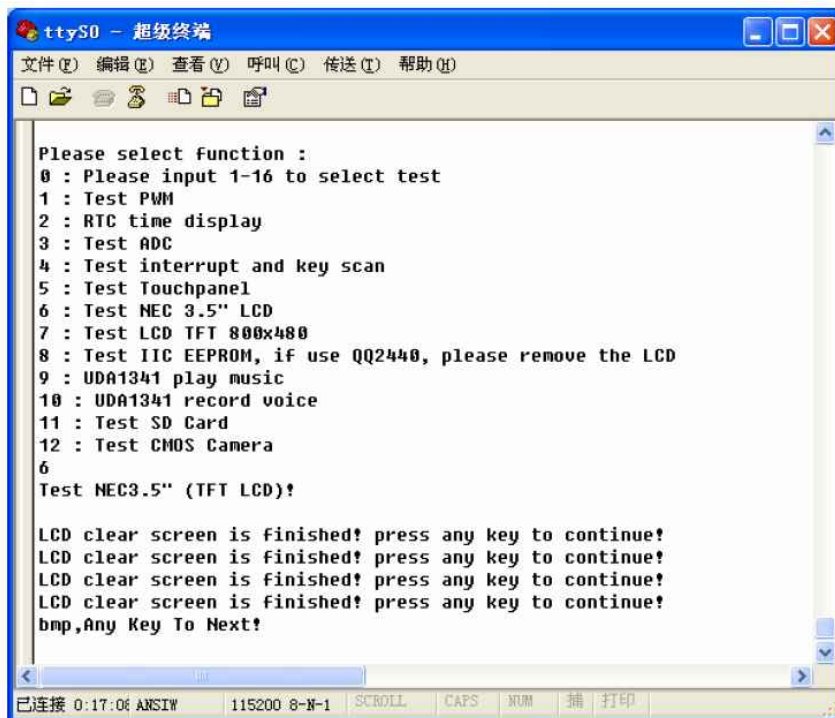 ttyS0 - 超级终端
文件(F) 编辑(E) 查看(V) 呼叫(C) 传送(T) 帮助(H)
Please select function :
0 : Please input 1-16 to select test
1 : Test PWM
2 : RTC time display
3 : Test ADC
4 : Test interrupt and key scan
5 : Test Touchpanel
6 : Test NEC 3.5" LCD
7 : Test LCD TFT 800x480
8 : Test IIC EEPROM, if use QQ2440, please remove the LCD
9 : UDA1341 play music
10 : UDA1341 record voice
11 : Test SD Card
12 : Test CMOS Camera
6
Test NEC3.5" (TFT LCD)!
LCD clear screen is finished! press any key to continue!
LCD clear screen is finished! press any key to continue!
LCD clear screen is finished! press any key to continue!
LCD clear screen is finished! press any key to continue!
bmp,Any Key To Next!
已连接 0:17:08 ANSIW 115200 8-N-1 SCROLL CAPS NUM 捕 打印